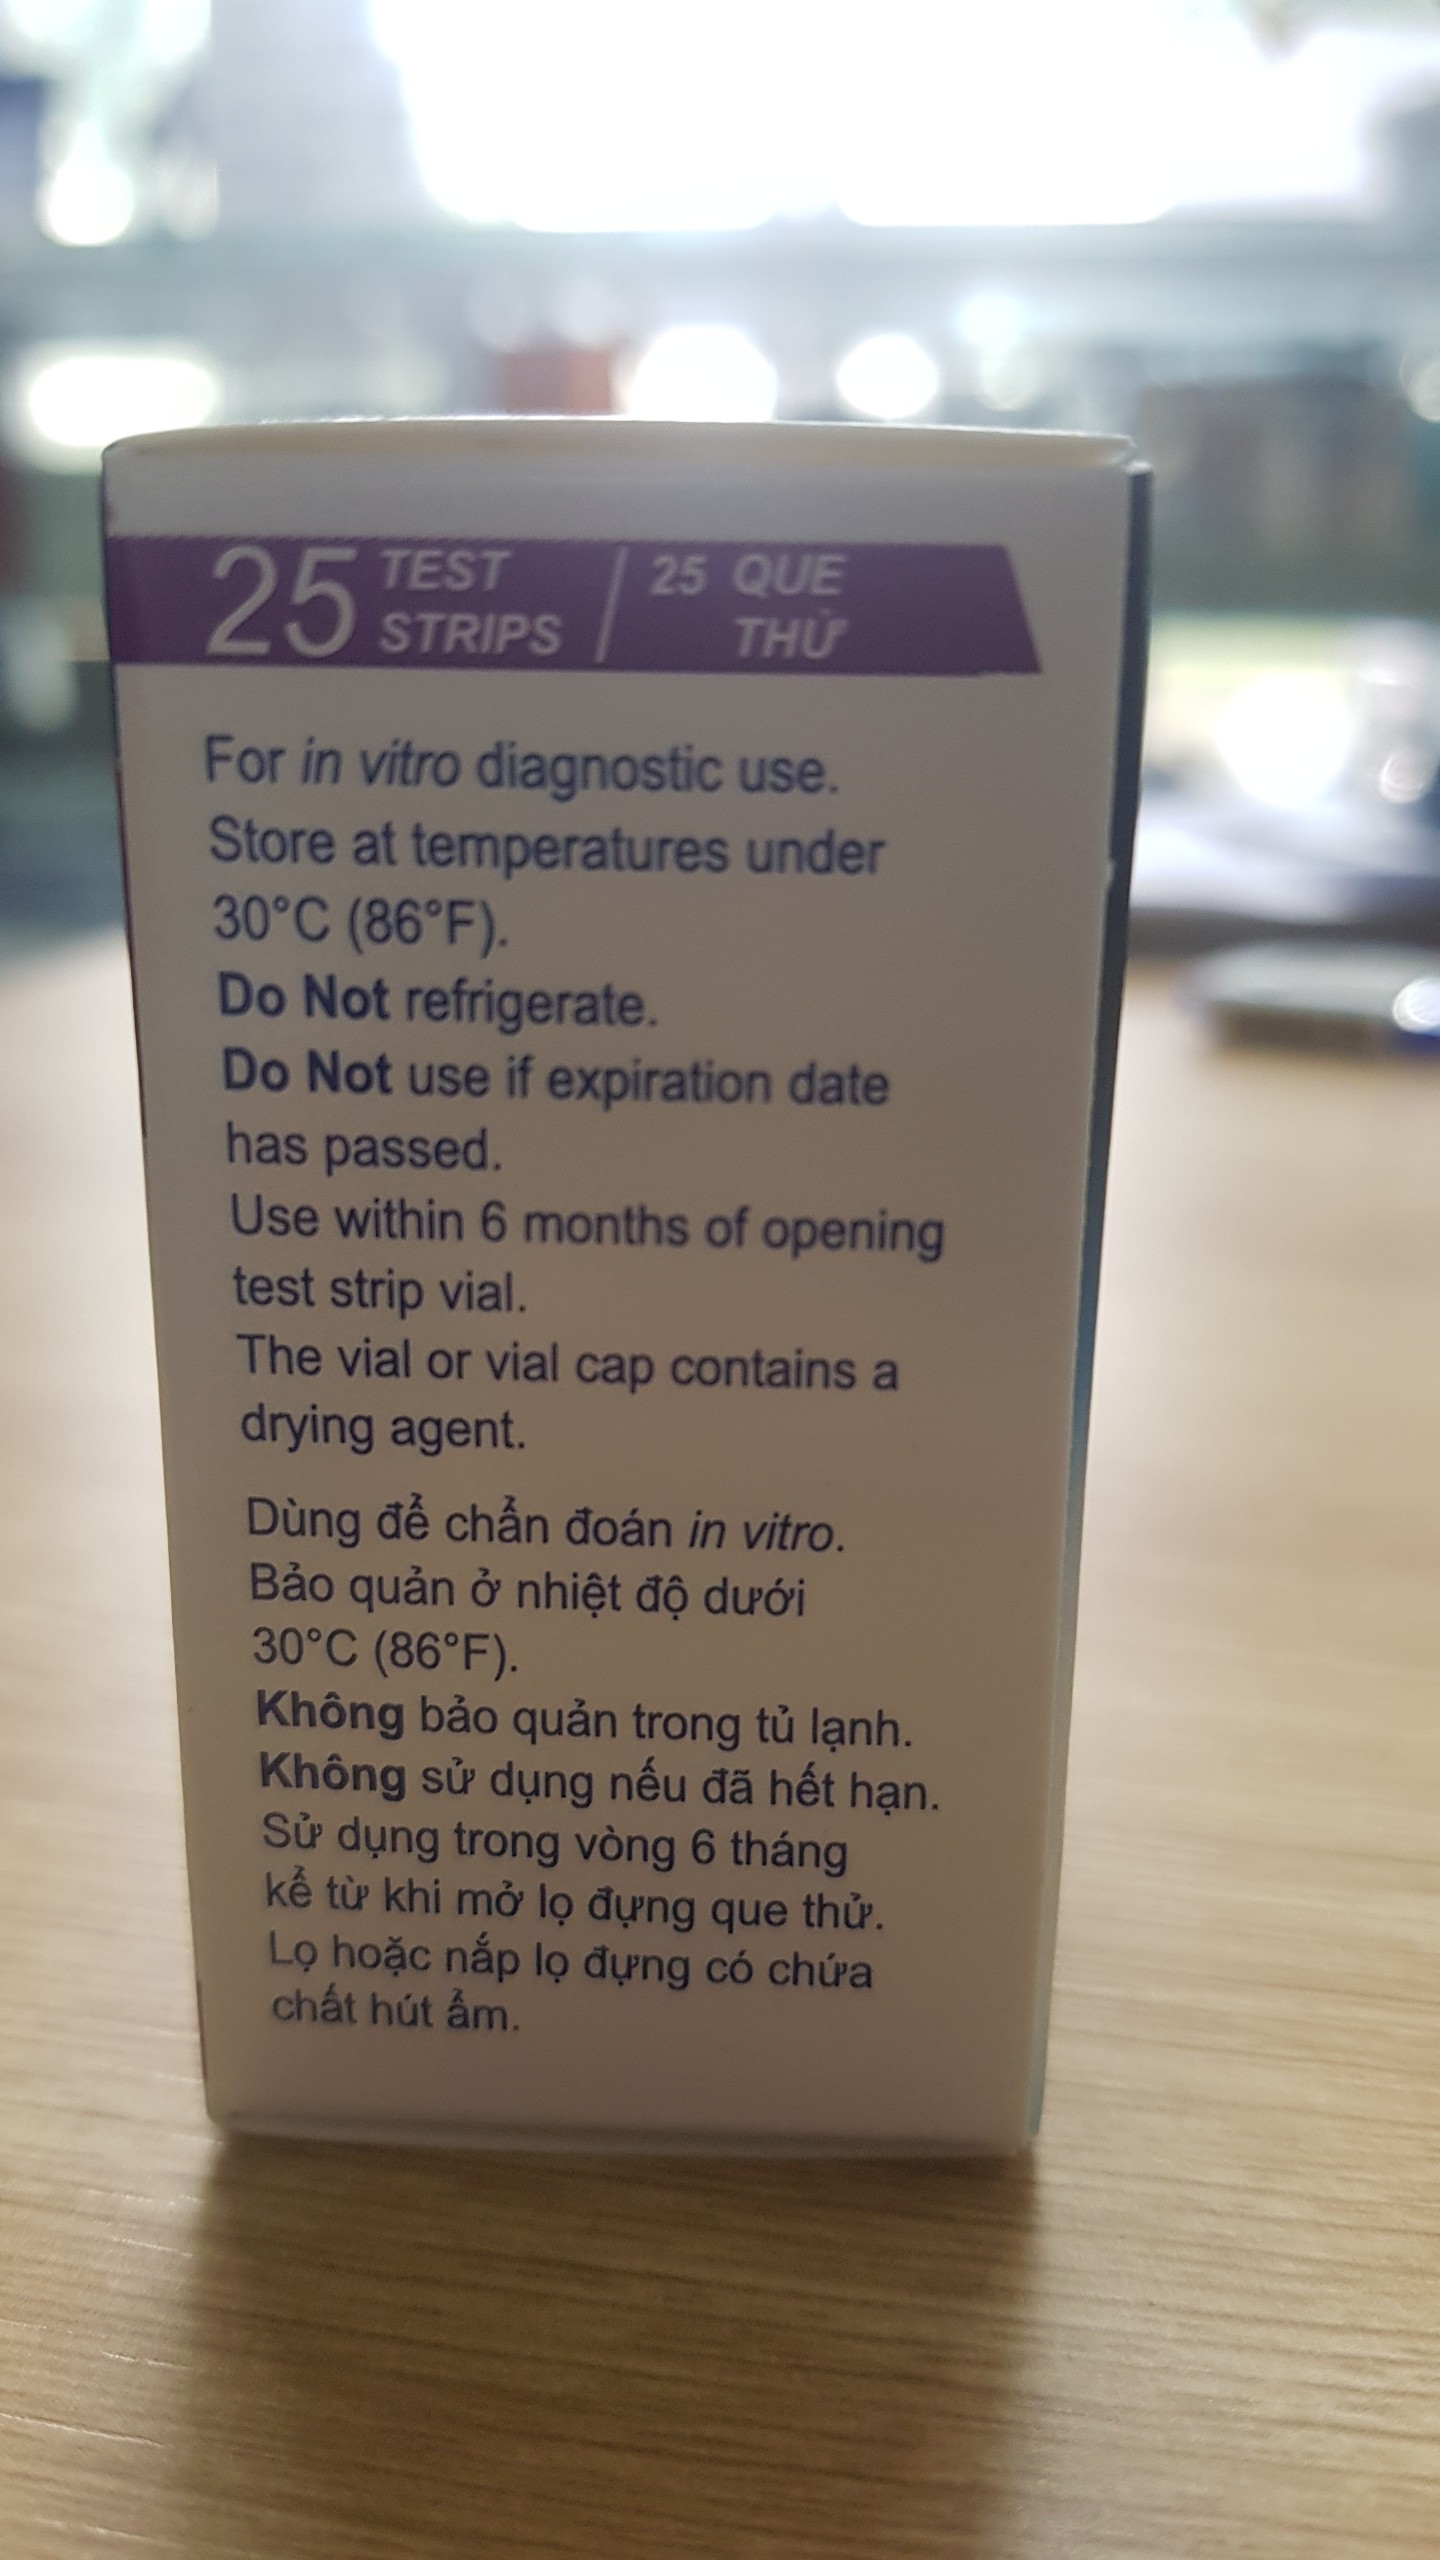 25 TEST STRIPS / 25 QUE THỬ
For in vitro diagnostic use.
Store at temperatures under
30°C (86°F).
Do Not refrigerate.
Do Not use if expiration date
has passed.
Use within 6 months of opening
test strip vial.
The vial or vial cap contains a
drying agent.
Dùng để chẩn đoán in vitro.
Bảo quản ở nhiệt độ dưới
30°C (86°F).
Không bảo quản trong tủ lạnh.
Không sử dụng nếu đã hết hạn.
Sử dụng trong vòng 6 tháng
kể từ khi mở lọ đựng que thử.
Lọ hoặc nắp lọ đựng có chứa
chất hút ẩm.